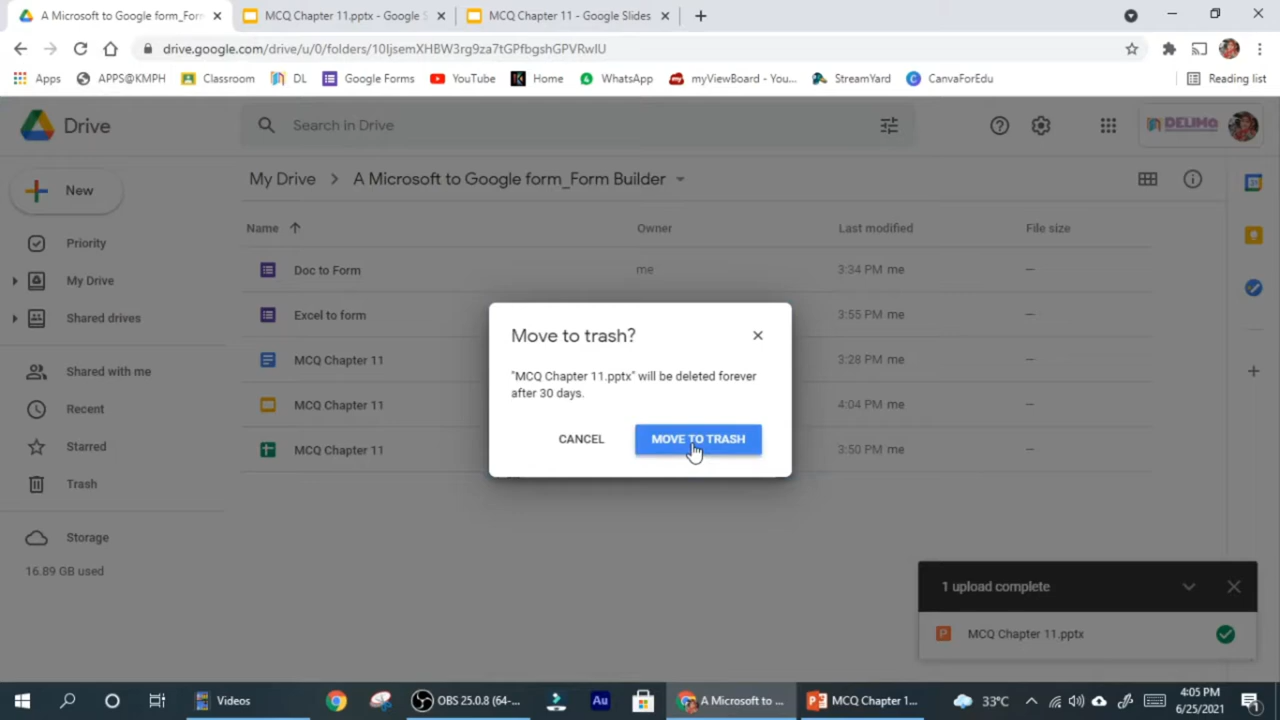 A Microsoft to Google form_Form
MCQ Chapter 11.pptx - Google S
MCQ Chapter 11 - Google Slides
drive.google.com/drive/u/0/folders/10IjsemXHBW3rg9za7tGPfbgshGPVRwIU
Apps
APPS@KMPH
Classroom
DL
Google Forms
YouTube
Home
WhatsApp
myViewBoard - You...
StreamYard
CanvaForEdu
Reading list
Drive
Search in Drive
DELIMa
New
My Drive
A Microsoft to Google form_Form Builder
Name
Owner
Last modified
File size
Priority
My Drive
Shared drives
Shared with me
Recent
Starred
Trash
Storage
16.89 GB used
Doc to Form
me
3:34 PM me
—
Excel to form
3:55 PM me
—
MCQ Chapter 11
3:28 PM me
—
MCQ Chapter 11
4:04 PM me
—
MCQ Chapter 11
3:50 PM me
—
Move to trash?
"MCQ Chapter 11.pptx" will be deleted forever
after 30 days.
CANCEL
MOVE TO TRASH
1 upload complete
MCQ Chapter 11.pptx
Videos
OBS 25.0.8 (64-...
Au
A Microsoft to ...
MCQ Chapter 1...
33°C
4:05 PM
6/25/2021
1